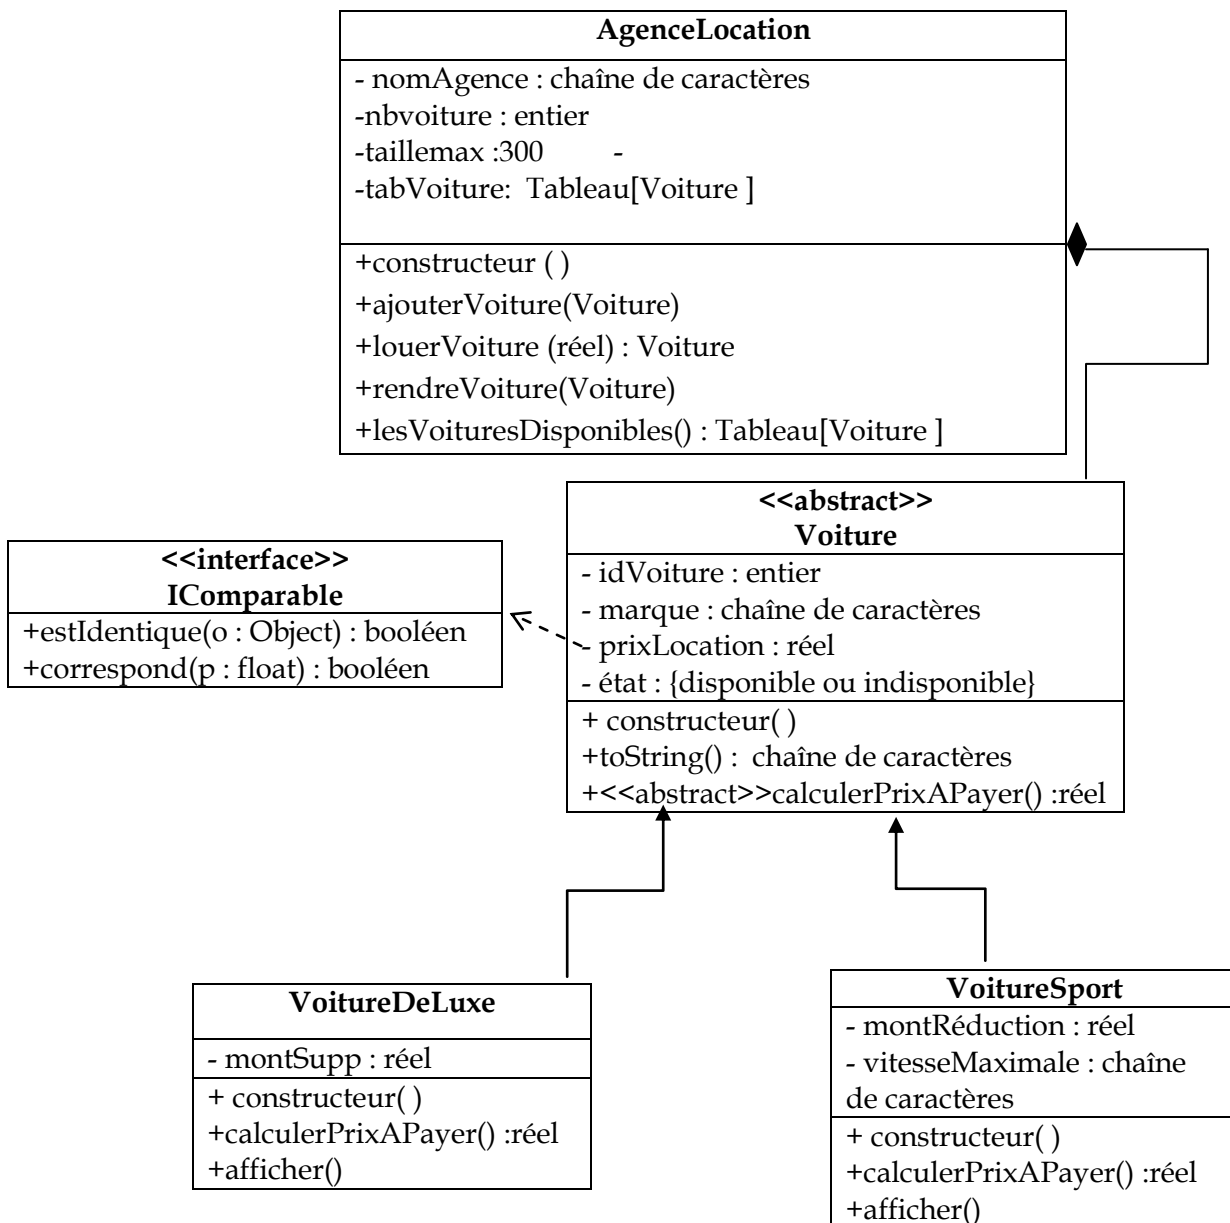 AgenceLocation
- nomAgence : chaîne de caractères
-nbvoiture : entier
-taillemax :300 -
-tabVoiture: Tableau[Voiture ]
+constructeur ( )
+ajouterVoiture(Voiture)
+louerVoiture (réel) : Voiture
+rendreVoiture(Voiture)
+lesVoituresDisponibles() : Tableau[Voiture ]
<<abstract>>
Voiture
- idVoiture : entier
- marque : chaîne de caractères
- prixLocation : réel
- état : {disponible ou indisponible}
+ constructeur( )
+toString() : chaîne de caractères
+<<abstract>>calculerPrixAPayer() :réel
<<interface>>
IComparable
+estIdentique(o : Object) : booléen
+correspond(p : float) : booléen
VoitureDeLuxe
- montSupp : réel
+ constructeur( )
+calculerPrixAPayer() :réel
+afficher()
VoitureSport
- montRéduction : réel
- vitesseMaximale : chaîne
de caractères
+ constructeur( )
+calculerPrixAPayer() :réel
+afficher()